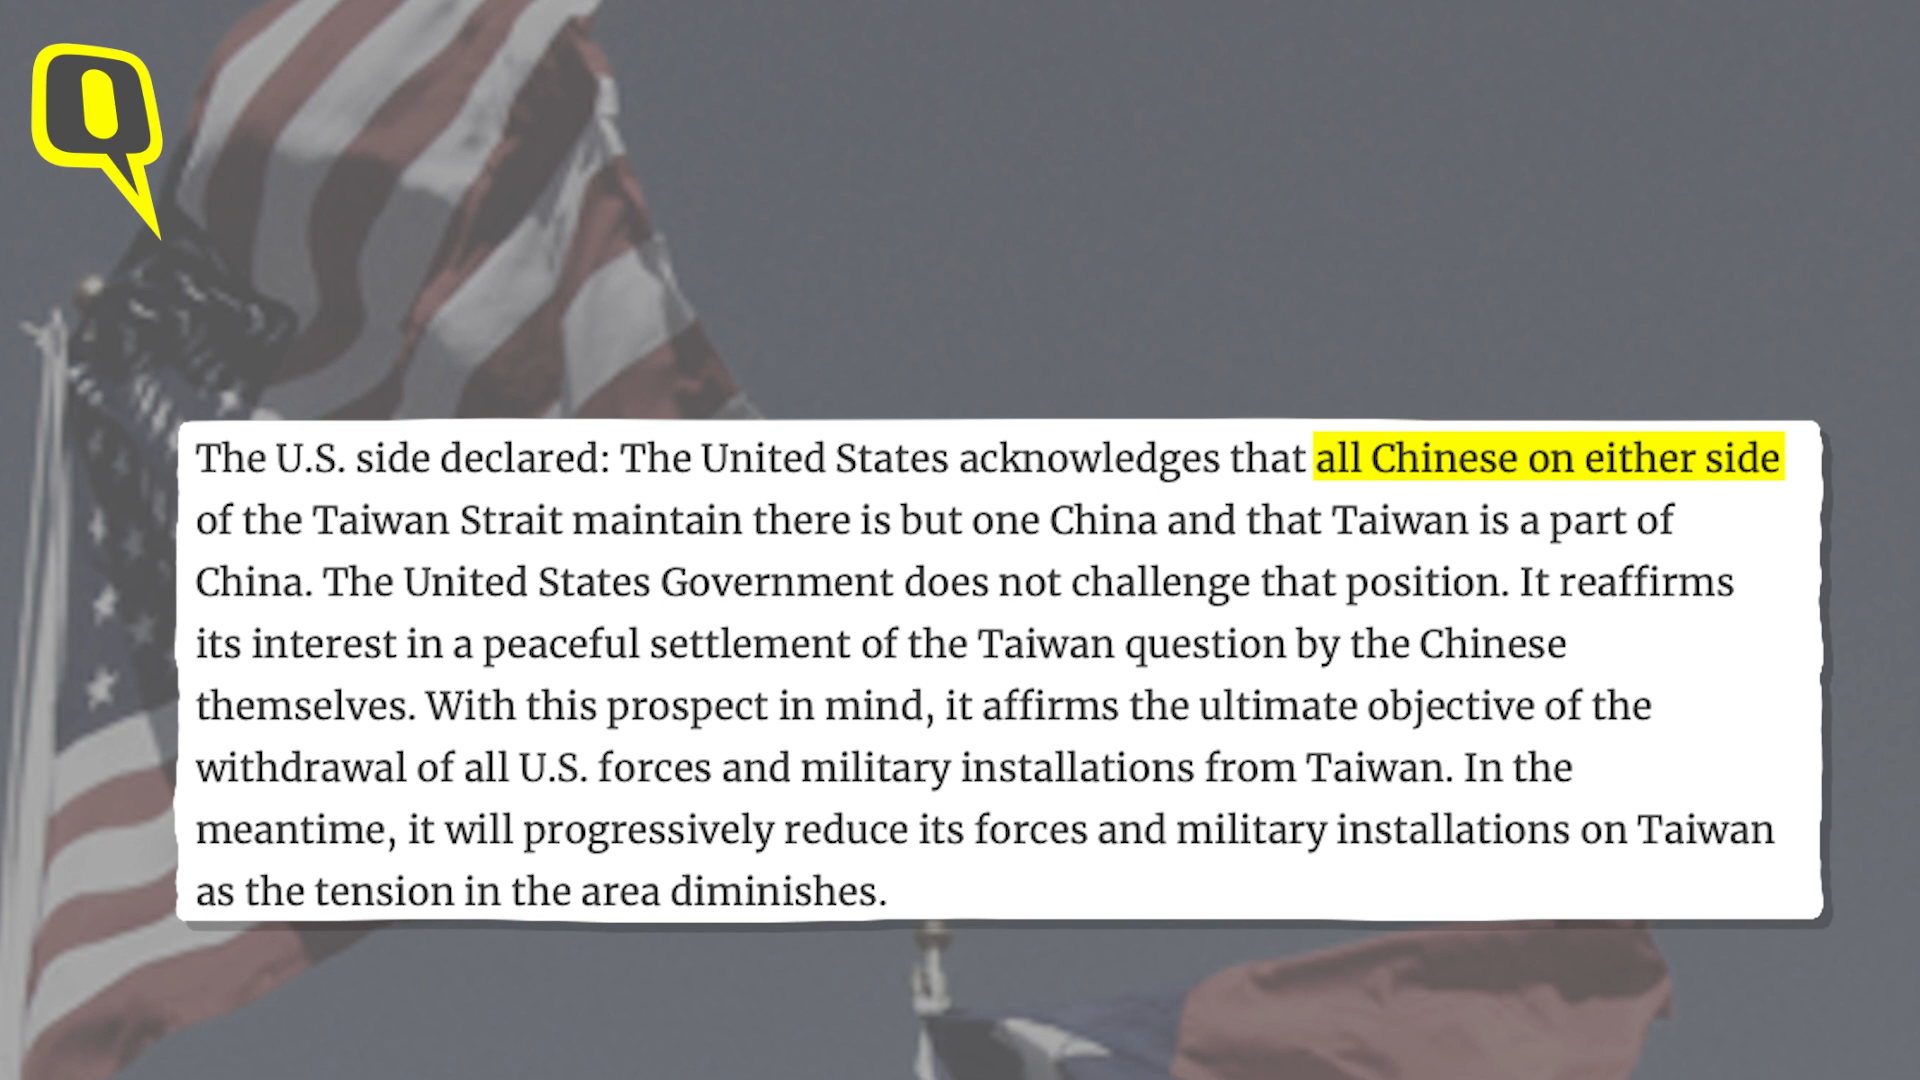 Q
The U.S. side declared: The United States acknowledges that all Chinese on either side
of the Taiwan Strait maintain there is but one China and that Taiwan is a part of
China. The United States Government does not challenge that position. It reaffirms
its interest in a peaceful settlement of the Taiwan question by the Chinese
themselves. With this prospect in mind, it affirms the ultimate objective of the
withdrawal of all U.S. forces and military installations from Taiwan. In the
meantime, it will progressively reduce its forces and military installations on Taiwan
as the tension in the area diminishes.